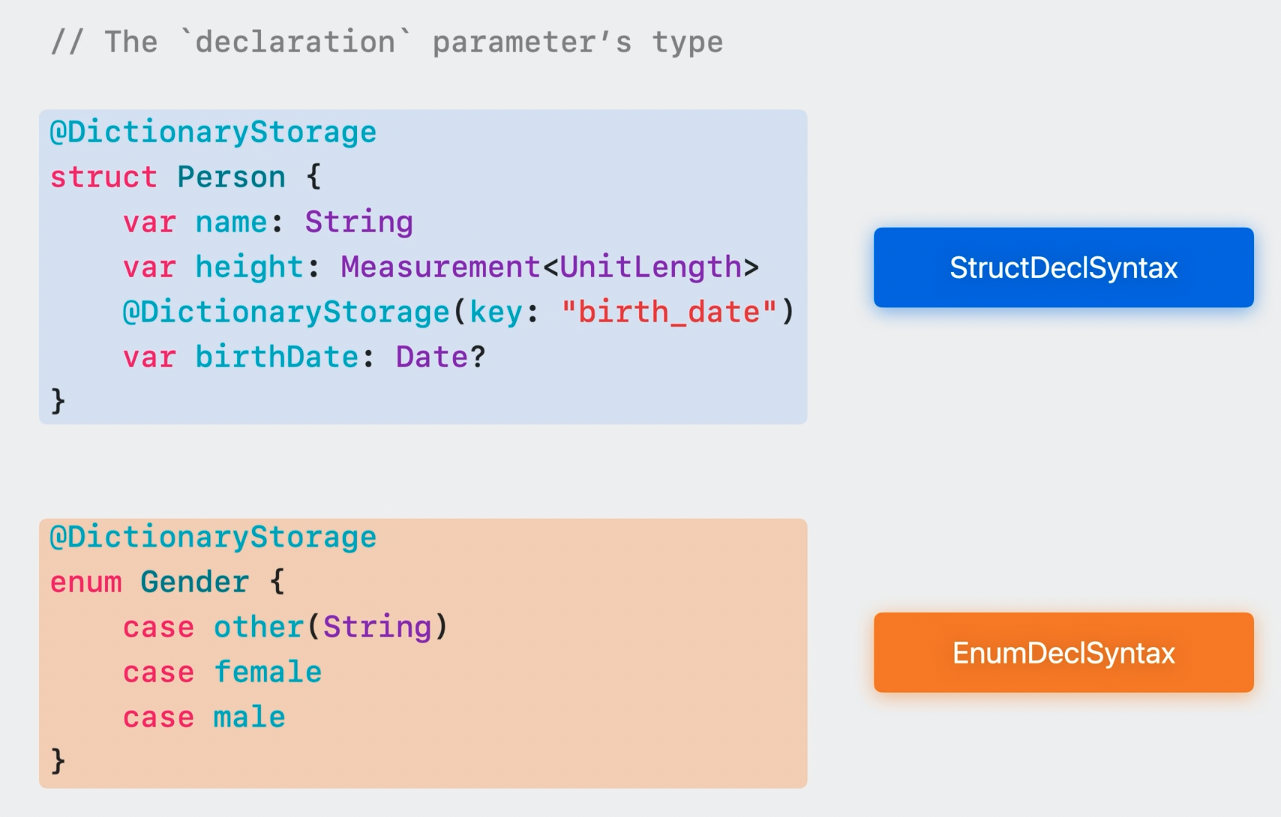 // The `declaration` parameter’s type
@DictionaryStorage
struct Person {
    var name: String
    var height: Measurement<UnitLength>
    @DictionaryStorage(key: "birth_date")
    var birthDate: Date?
}
StructDeclSyntax
@DictionaryStorage
enum Gender {
    case other(String)
    case female
    case male
}
EnumDeclSyntax